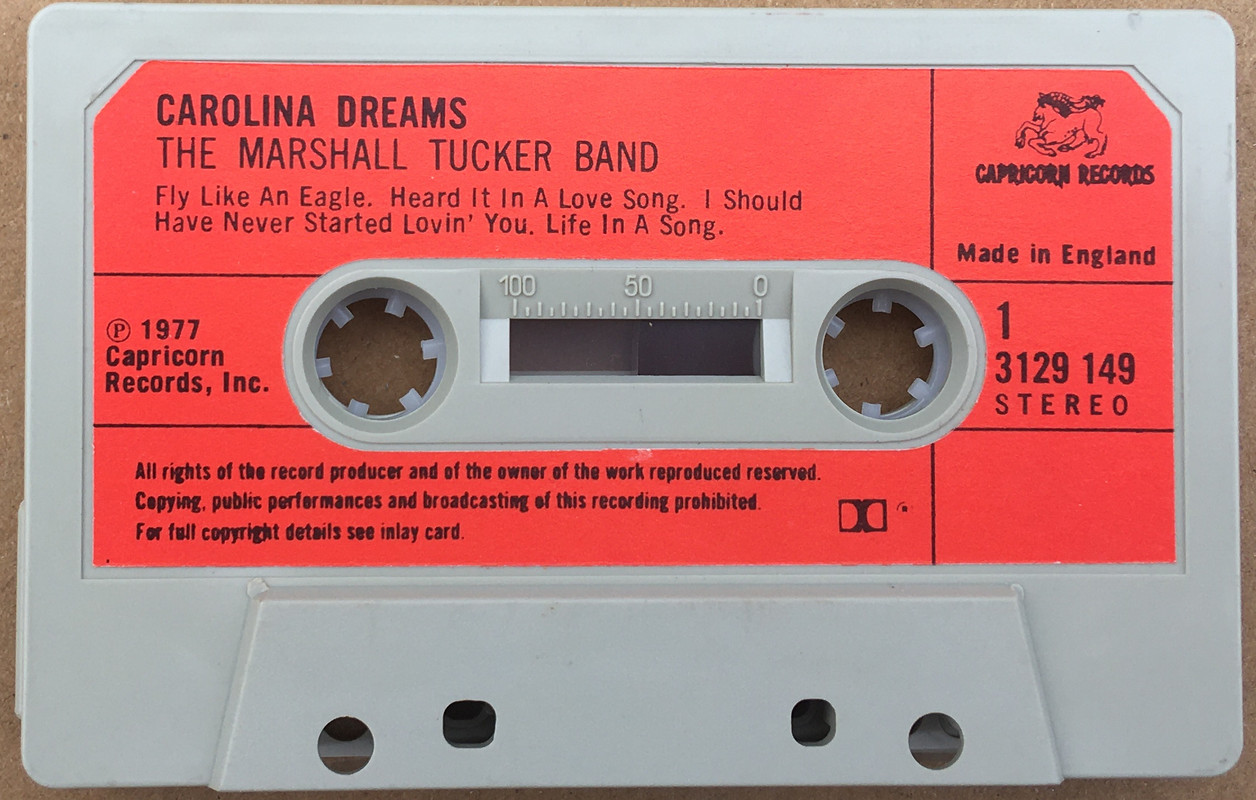 CAROLINA DREAMS
THE MARSHALL TUCKER BAND
Fly Like An Eagle. Heard It In A Love Song. I Should
Have Never Started Lovin' You. Life In A Song.
CAPRICORN RECORDS
Made in England
100 50 0
℗ 1977
Capricorn
Records, Inc.
1
3129 149
STEREO
All rights of the record producer and of the owner of the work reproduced reserved.
Copying, public performances and broadcasting of this recording prohibited.
For full copyright details see inlay card.